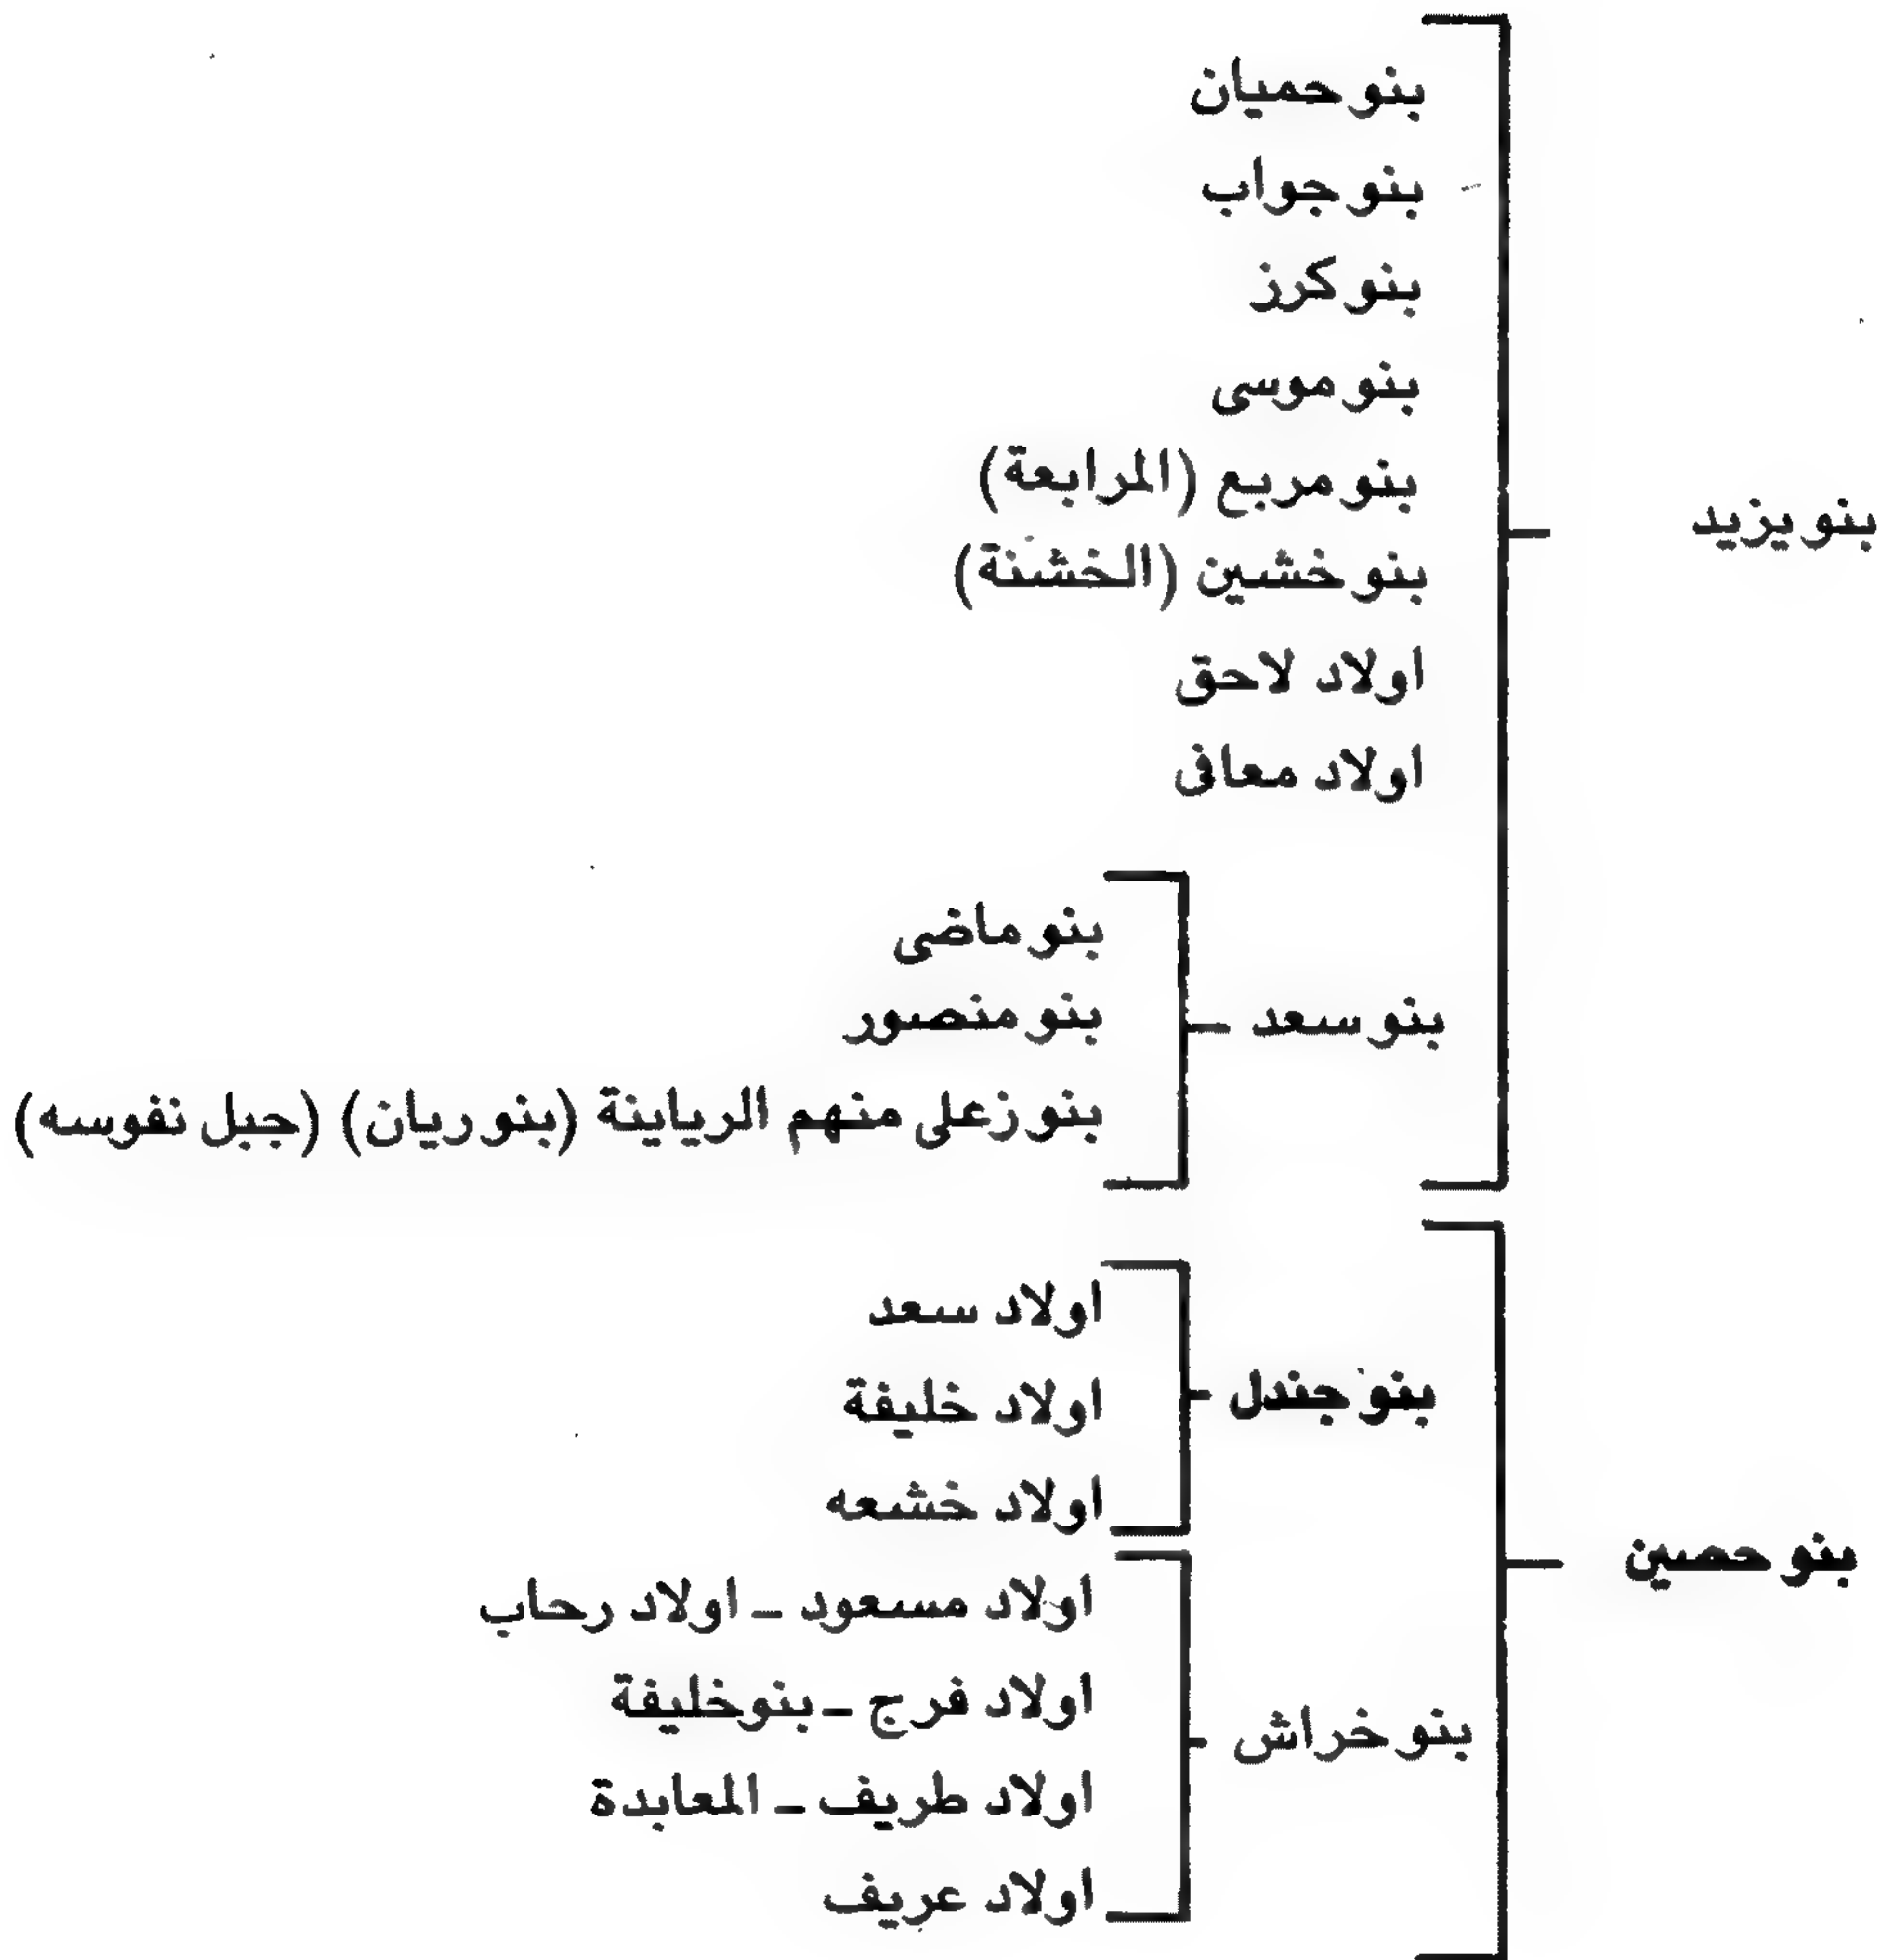 بنو يزيد
بنو حميان
بنو جواب
بنو كرز
بنو موسى
بنو مربع (المرابعة)
بنو خشين (الخشنة)
اولاد لاحق
اولاد معافى
بنو سعد
بنو ماضى
بنو منصور
بنو زعلى منهم الرياينة (بنو ريان) (جبل نفوسه)
بنو حصين
بنو جندل
اولاد سعد
اولاد خليفة
اولاد خشعه
بنو خراش
اولاد مسعود - اولاد رحاب
اولاد فرج - بنو خليفة
اولاد طريف - المعابدة
اولاد عريف